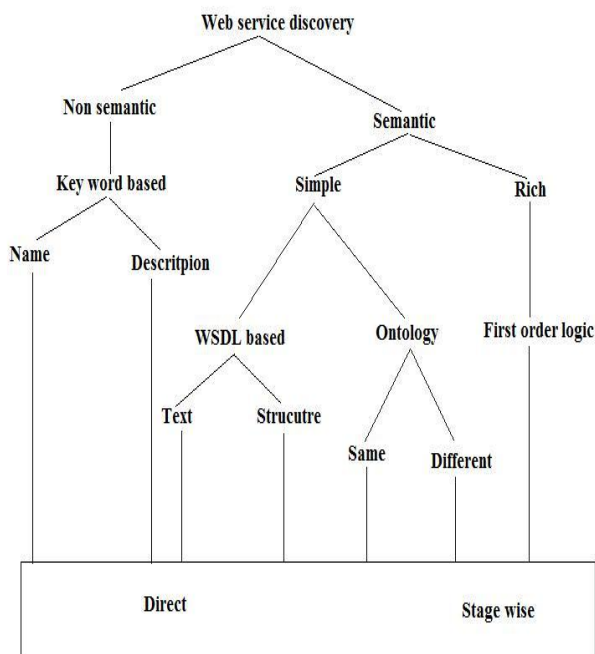 Web service discovery
Non semantic
Semantic
Key word based
Simple
Rich
Name
Descritpion
WSDL based
Ontology
First order logic
Text
Strucutre
Same
Different
Direct
Stage wise